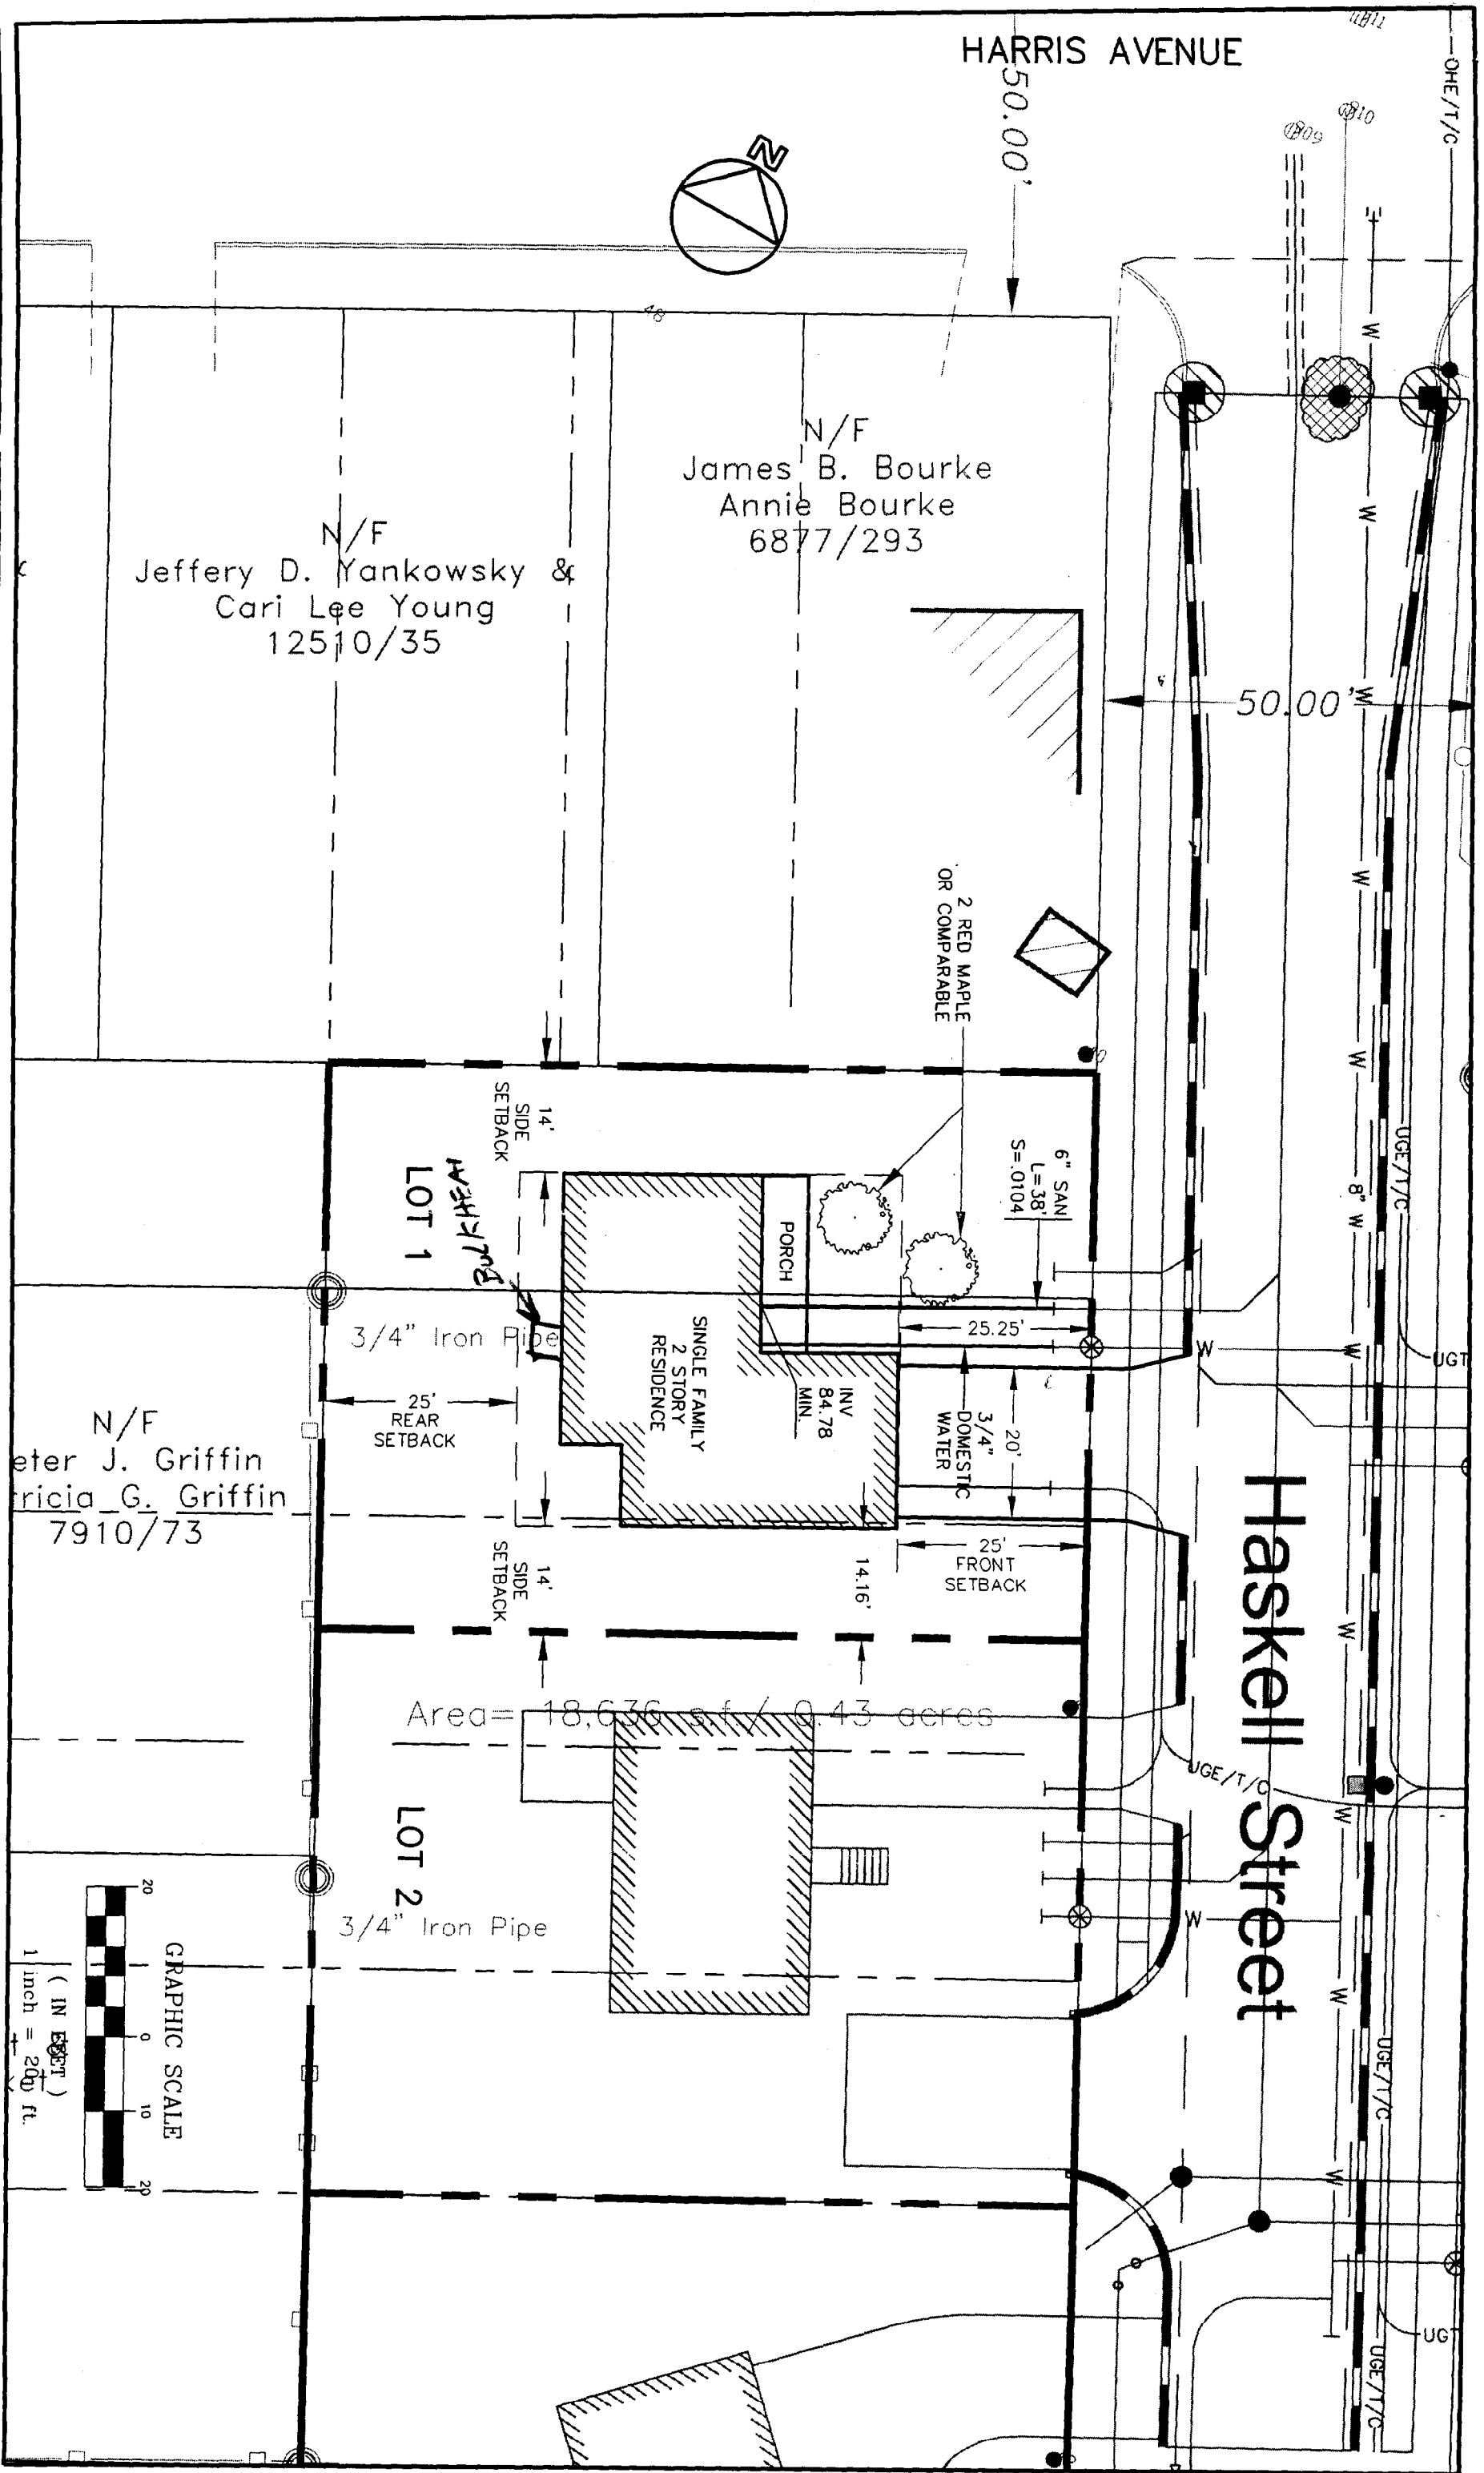 HARRIS AVENUE
50.00'
OHE/T/C
N
48
N/F
James B. Bourke
Annie Bourke
6877/293
N/F
Jeffery D. Yankowsky &
Cari Lee Young
12510/35
50.00'
W
W
W
W
W
8" W
W
UGE/T/C
UGT
2 RED MAPLE
OR COMPARABLE
6" SAN
L=38'
S=.0104
14'
SIDE
SETBACK
LOT 1
BULKHEAD
PORCH
25.25'
3/4" Iron Pipe
SINGLE FAMILY
2 STORY
RESIDENCE
INV
84.78
MIN.
3/4"
DOMESTIC
WATER
20'
W
25'
REAR
SETBACK
N/F
eter J. Griffin
tricia G. Griffin
7910/73
25'
FRONT
SETBACK
14'
SIDE
SETBACK
14.16'
Haskell Street
W
Area= 18,636 s.f./ 0.43 acres
UGE/T/C
W
LOT 2
3/4" Iron Pipe
W
W
UGE/T/C
W
UGT
UGE/T/C
GRAPHIC SCALE
20 0 10 20
( IN FEET )
1 inch = 20 ft.